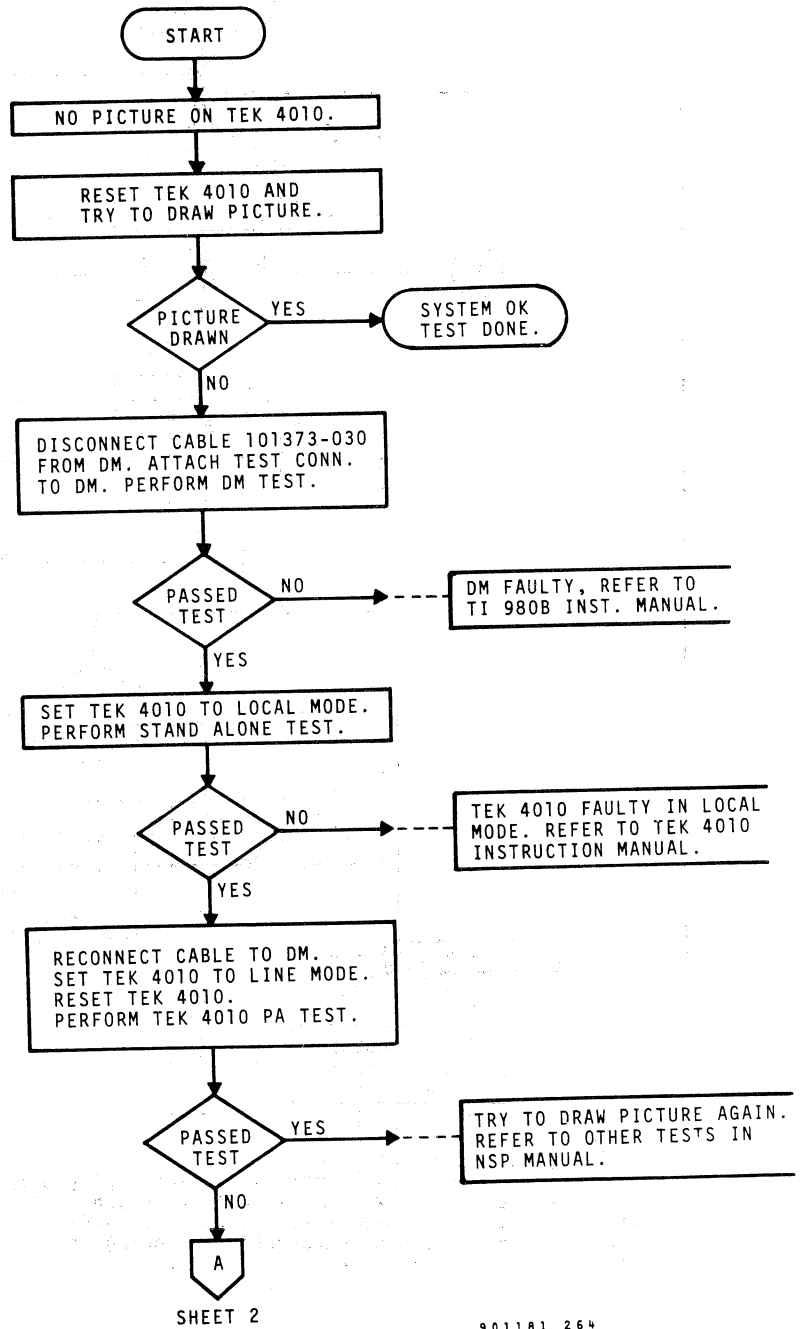 START
NO PICTURE ON TEK 4010.
RESET TEK 4010 AND
TRY TO DRAW PICTURE.
PICTURE
DRAWN
YES
SYSTEM OK
TEST DONE.
NO
DISCONNECT CABLE 101373-030
FROM DM. ATTACH TEST CONN.
TO DM. PERFORM DM TEST.
PASSED
TEST
NO
DM FAULTY, REFER TO
TI 980B INST. MANUAL.
YES
SET TEK 4010 TO LOCAL MODE.
PERFORM STAND ALONE TEST.
PASSED
TEST
NO
TEK 4010 FAULTY IN LOCAL
MODE. REFER TO TEK 4010
INSTRUCTION MANUAL.
YES
RECONNECT CABLE TO DM.
SET TEK 4010 TO LINE MODE.
RESET TEK 4010.
PERFORM TEK 4010 PA TEST.
PASSED
TEST
YES
TRY TO DRAW PICTURE AGAIN.
REFER TO OTHER TESTS IN
NSP MANUAL.
NO
A
SHEET 2
901181 264